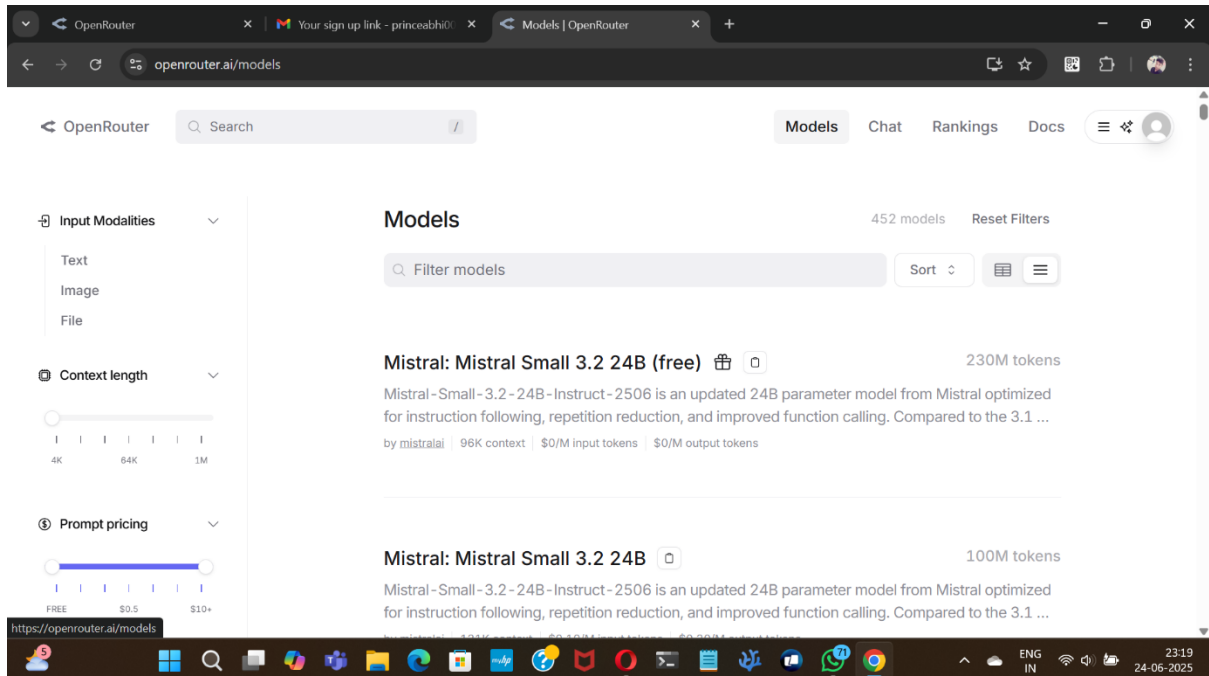 OpenRouter
Your sign up link - princeabhi00
Models | OpenRouter
openrouter.ai/models
OpenRouter
Search
/
Models
Chat
Rankings
Docs
Input Modalities
Text
Image
File
Context length
4K 64K 1M
Prompt pricing
FREE $0.5 $10+
Models
452 models
Reset Filters
Filter models
Sort
Mistral: Mistral Small 3.2 24B (free)
230M tokens
Mistral-Small-3.2-24B-Instruct-2506 is an updated 24B parameter model from Mistral optimized
for instruction following, repetition reduction, and improved function calling. Compared to the 3.1 ...
by mistralai 96K context $0/M input tokens $0/M output tokens
Mistral: Mistral Small 3.2 24B
100M tokens
Mistral-Small-3.2-24B-Instruct-2506 is an updated 24B parameter model from Mistral optimized
for instruction following, repetition reduction, and improved function calling. Compared to the 3.1 ...
https://openrouter.ai/models
5
myhp
71
ENG
IN
23:19
24-06-2025